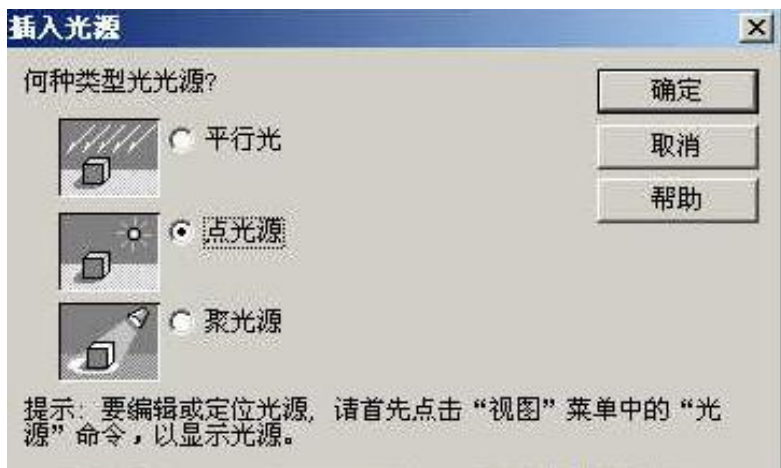 插入光源
何种类型光光源?
确定
平行光
取消
帮助
点光源
聚光源
提示: 要编辑或定位光源, 请首先点击“视图”菜单中的“光
源”命令，以显示光源。